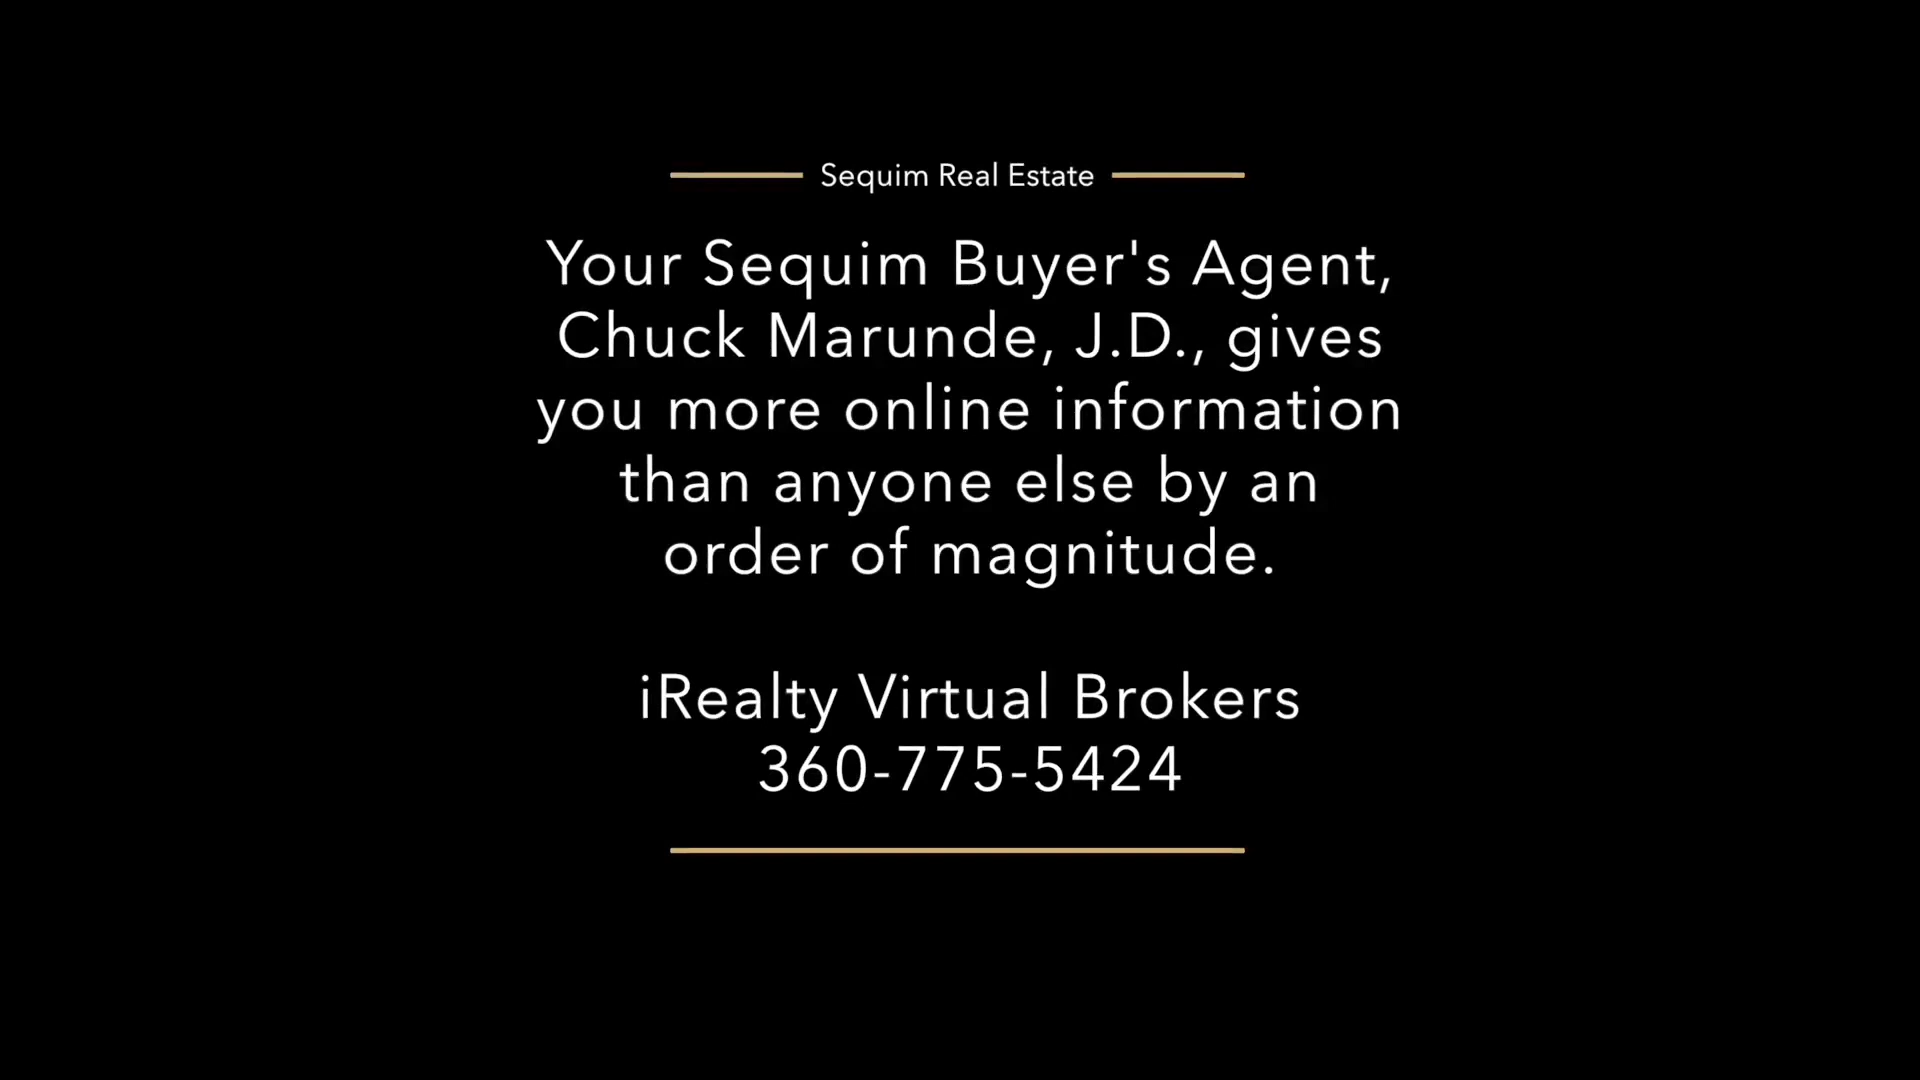 Sequim Real Estate
Your Sequim Buyer's Agent,
Chuck Marunde, J.D., gives
you more online information
than anyone else by an
order of magnitude.
iRealty Virtual Brokers
360-775-5424